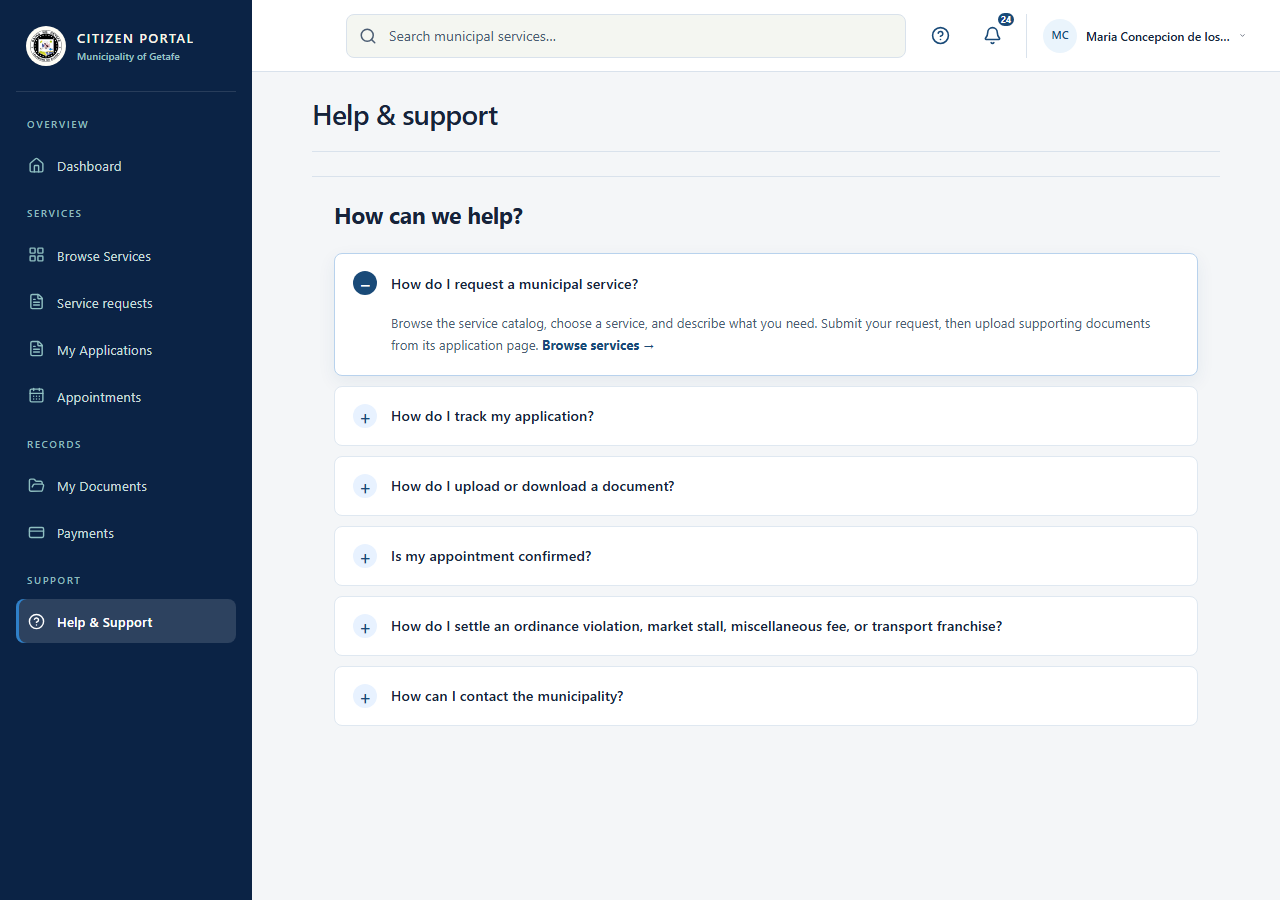 CITIZEN PORTAL
Municipality of Getafe
OVERVIEW
Dashboard
SERVICES
Browse Services
Service requests
My Applications
Appointments
RECORDS
My Documents
Payments
SUPPORT
Help & Support
Search municipal services...
24
MC
Maria Concepcion de los...
Help & support
How can we help?
How do I request a municipal service?
Browse the service catalog, choose a service, and describe what you need. Submit your request, then upload supporting documents
from its application page. Browse services →
How do I track my application?
How do I upload or download a document?
Is my appointment confirmed?
How do I settle an ordinance violation, market stall, miscellaneous fee, or transport franchise?
How can I contact the municipality?